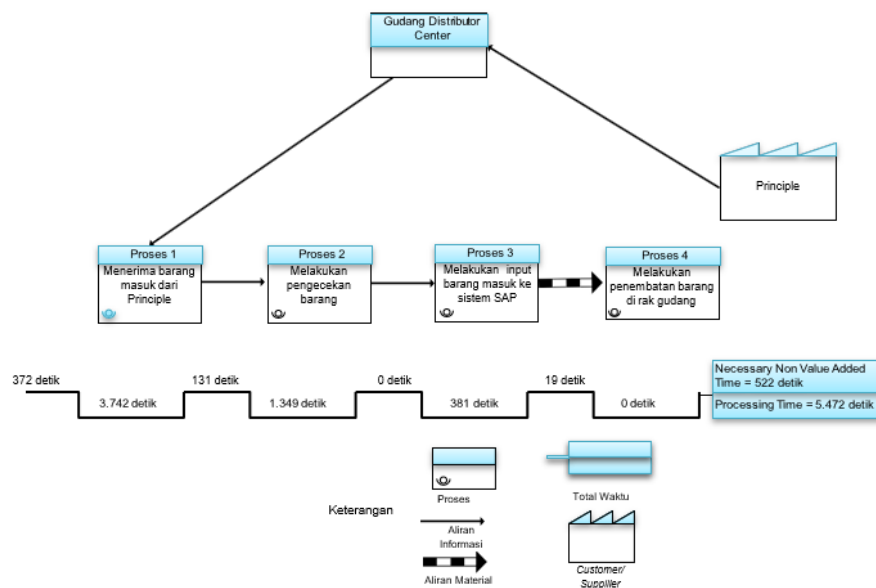 Gudang Distributor
Center
Principle
Proses 1
Menerima barang
masuk dari
Principle
Proses 2
Melakukan
pengecekan
barang
Proses 3
Melakukan input
barang masuk ke
sistem SAP
Proses 4
Melakukan
penembatan barang
di rak gudang
372 detik
3.742 detik
131 detik
1.349 detik
0 detik
381 detik
19 detik
0 detik
Necessary Non Value Added
Time = 522 detik
Processing Time = 5.472 detik
Keterangan
Proses
Total Waktu
Aliran
Informasi
Aliran Material
Customer/
Suppliler